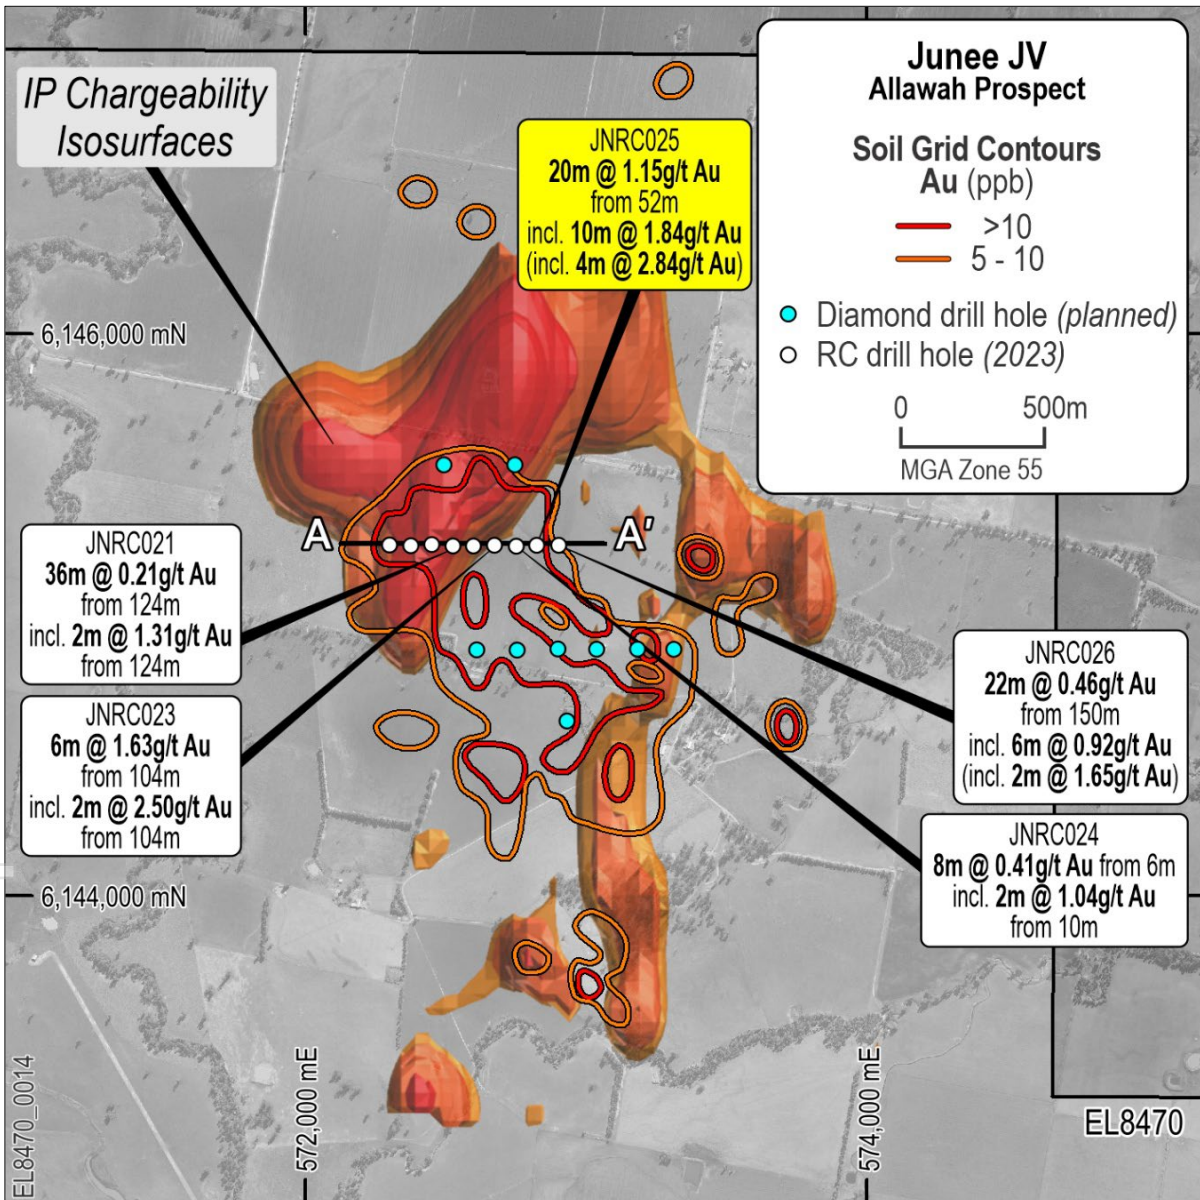 IP Chargeability
Isosurfaces
Junee JV
Allawah Prospect
Soil Grid Contours
Au (ppb)
>10
5 - 10
Diamond drill hole (planned)
RC drill hole (2023)
0 500m
MGA Zone 55
JNRC025
20m @ 1.15g/t Au
from 52m
incl. 10m @ 1.84g/t Au
(incl. 4m @ 2.84g/t Au)
6,146,000 mN
A A'
JNRC021
36m @ 0.21g/t Au
from 124m
incl. 2m @ 1.31g/t Au
from 124m
JNRC023
6m @ 1.63g/t Au
from 104m
incl. 2m @ 2.50g/t Au
from 104m
JNRC026
22m @ 0.46g/t Au
from 150m
incl. 6m @ 0.92g/t Au
(incl. 2m @ 1.65g/t Au)
JNRC024
8m @ 0.41g/t Au from 6m
incl. 2m @ 1.04g/t Au
from 10m
6,144,000 mN
EL8470_0014
572,000 mE
574,000 mE
EL8470